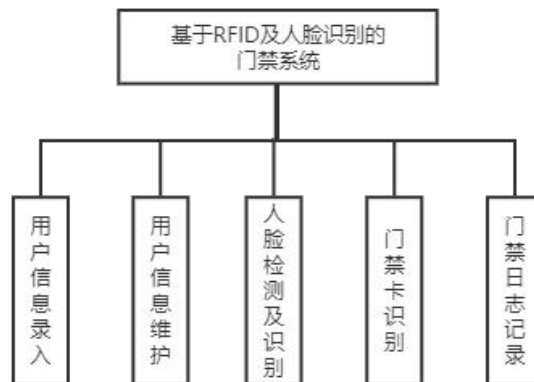 基于RFID及人脸识别的
门禁系统
用户信息录入
用户信息维护
人脸检测及识别
门禁卡识别
门禁日志记录